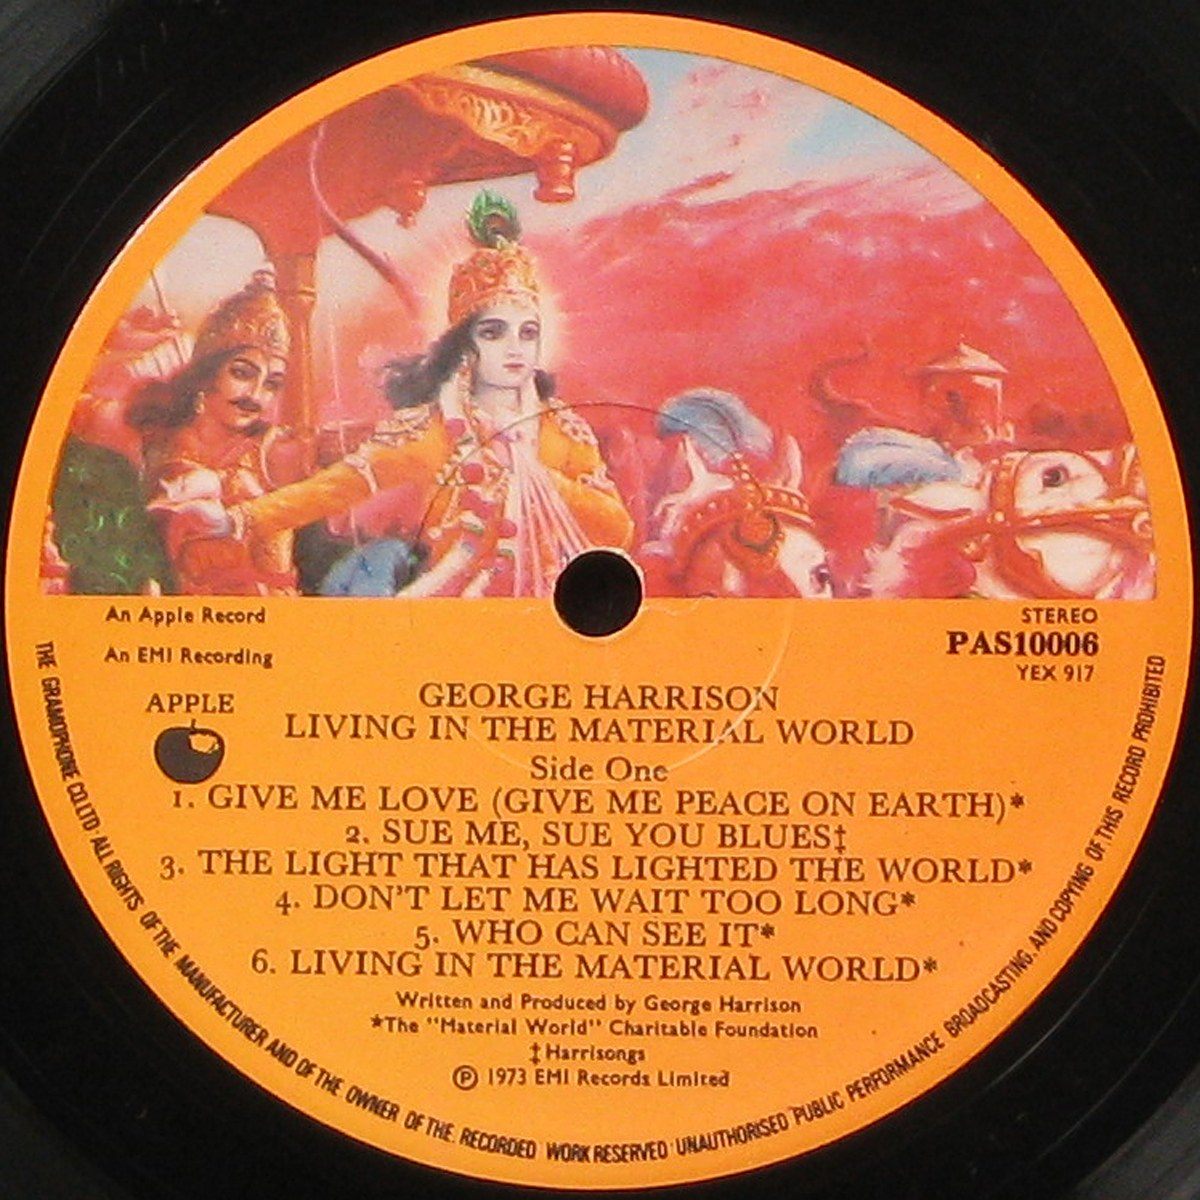 An Apple Record
An EMI Recording
APPLE
STEREO
PAS10006
YEX 917
GEORGE HARRISON
LIVING IN THE MATERIAL WORLD
Side One
1. GIVE ME LOVE (GIVE ME PEACE ON EARTH)*
2. SUE ME, SUE YOU BLUES‡
3. THE LIGHT THAT HAS LIGHTED THE WORLD*
4. DON'T LET ME WAIT TOO LONG*
5. WHO CAN SEE IT*
6. LIVING IN THE MATERIAL WORLD*
Written and Produced by George Harrison
*The "Material World" Charitable Foundation
‡Harrisongs
℗ 1973 EMI Records Limited
THE GRAMOPHONE CO LTD· ALL RIGHTS OF THE MANUFACTURER AND OF THE OWNER OF THE. RECORDED WORK RESERVED UNAUTHORISED PUBLIC PERFORMANCE BROADCASTING. AND COPYING OF THIS RECORD PROHIBITED